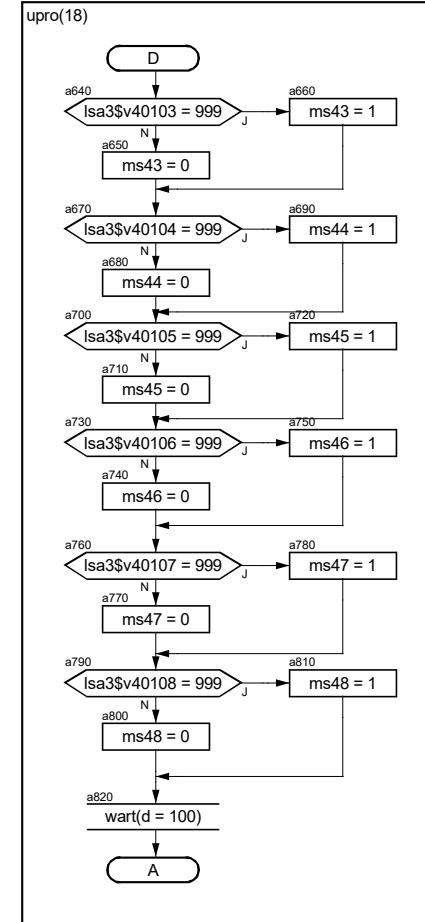 upro(18)
D
a640
lsa3$v40103 = 999
J
a660
ms43 = 1
N
a650
ms43 = 0
a670
lsa3$v40104 = 999
J
a690
ms44 = 1
N
a680
ms44 = 0
a700
lsa3$v40105 = 999
J
a720
ms45 = 1
N
a710
ms45 = 0
a730
lsa3$v40106 = 999
J
a750
ms46 = 1
N
a740
ms46 = 0
a760
lsa3$v40107 = 999
J
a780
ms47 = 1
N
a770
ms47 = 0
a790
lsa3$v40108 = 999
J
a810
ms48 = 1
N
a800
ms48 = 0
a820
wart(d = 100)
A